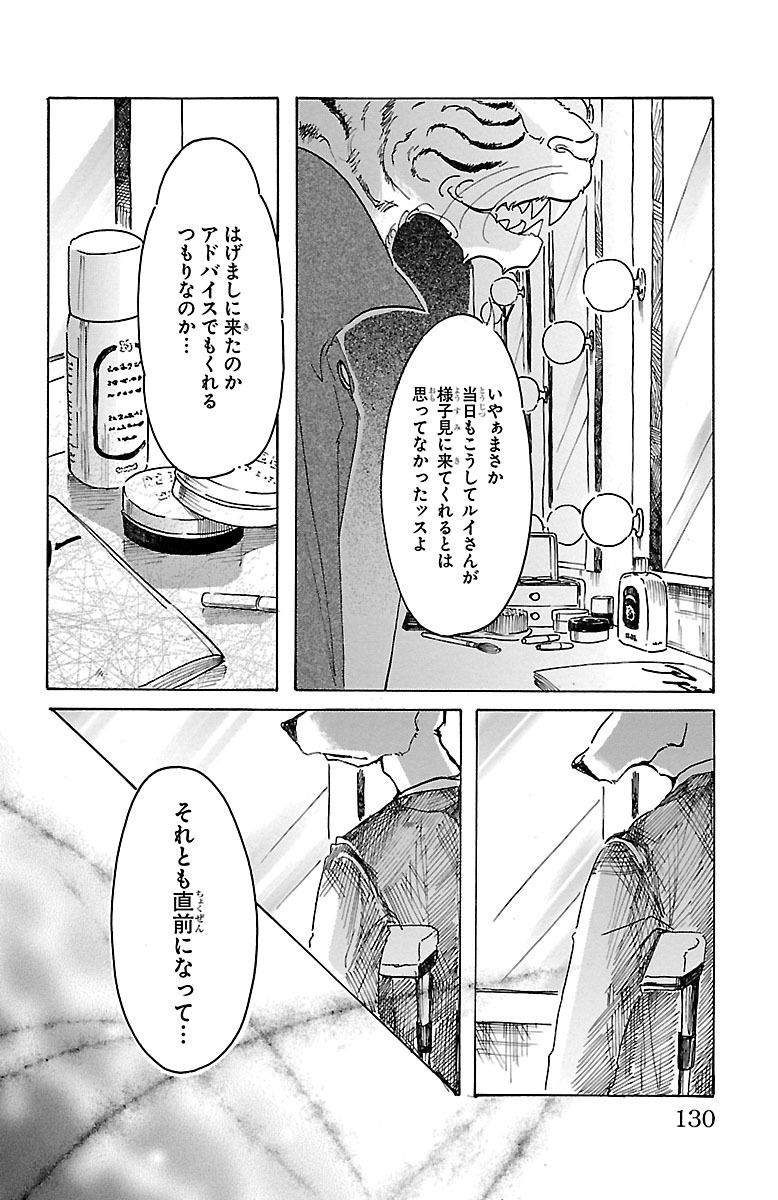 いやぁまさか
当日もこうしてルイさんが
様子見に来てくれるとは
思ってなかったッスよ
はげましに来たのか
アドバイスでもくれる
つもりなのか…
それとも直前になって…
130